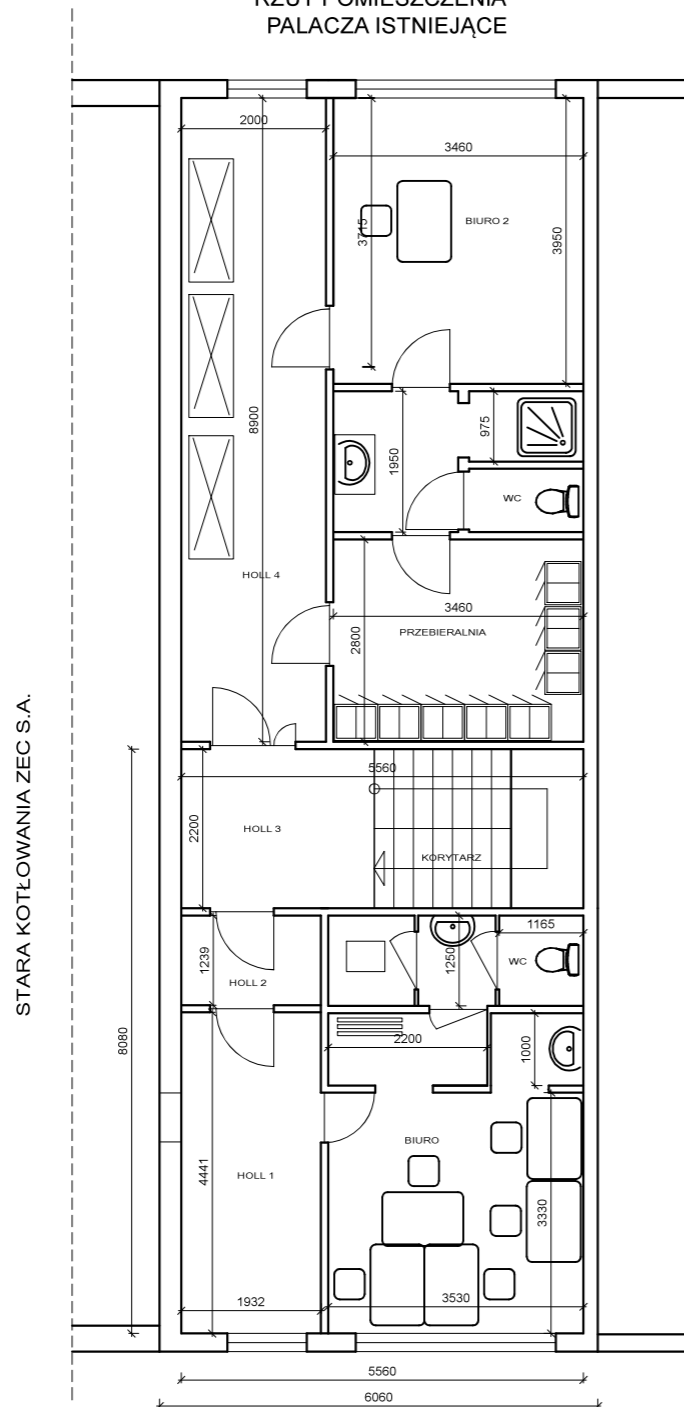 RZUT POMIESZCZENIA
PALACZA ISTNIEJĄCE
2000
3460
BIURO 2
3715
3950
8900
1950
975
WC
HOLL 4
3460
PRZEBIERALNIA
2800
STARA KOTŁOWANIA ZEC S.A.
5560
2200
HOLL 3
KORYTARZ
1239
HOLL 2
1250
1165
WC
8080
2200
1000
4441
HOLL 1
BIURO
3330
1932
3530
5560
6060